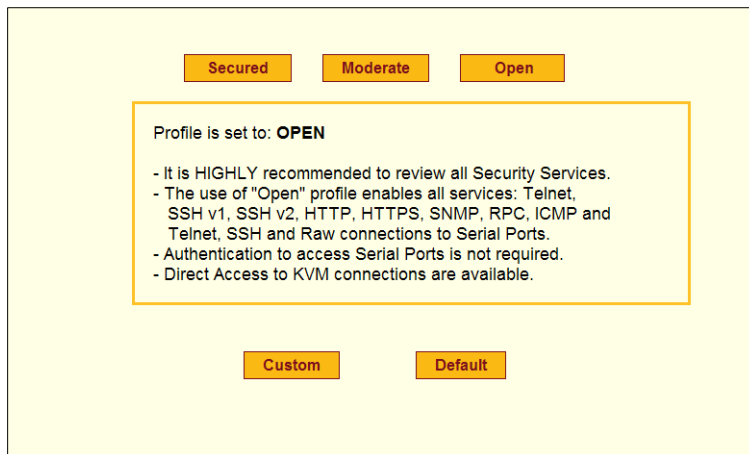 Secured Moderate Open
Profile is set to: OPEN
- It is HIGHLY recommended to review all Security Services.
- The use of "Open" profile enables all services: Telnet,
SSH v1, SSH v2, HTTP, HTTPS, SNMP, RPC, ICMP and
Telnet, SSH and Raw connections to Serial Ports.
- Authentication to access Serial Ports is not required.
- Direct Access to KVM connections are available.
Custom Default